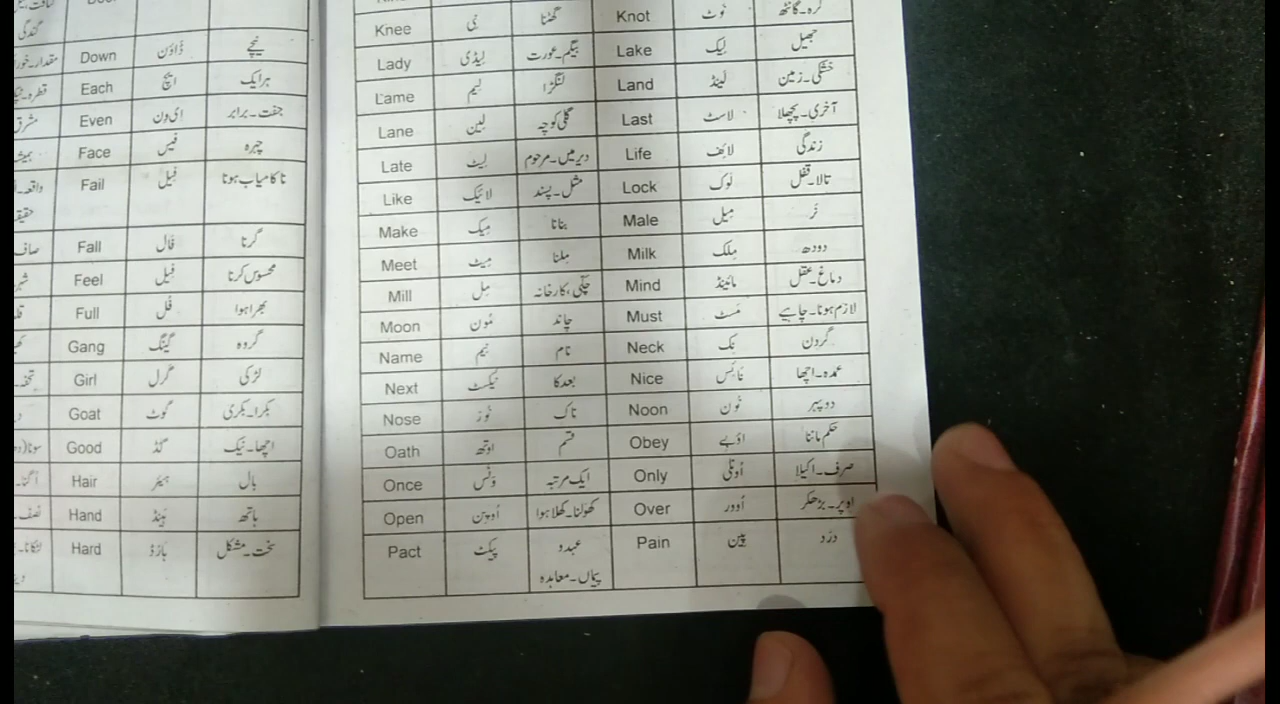 گندگی
Down ڈاؤن نیچے
Each ایچ ہر ایک
Even ای ون جفت۔برابر
Face فیس چہرہ
Fail فیل ناکامیاب ہونا
Fall فال گرنا
Feel فیل محسوس کرنا
Full فل بھرا ہوا
Gang گینگ گروہ
Girl گرل لڑکی
Goat گوٹ بکرا۔بکری
Good گڈ اچھا۔نیک
Hair ہیئر بال
Hand ہینڈ ہاتھ
Hard ہارڈ سخت۔مشکل
Knee نی گھٹنا Knot نوٹ گرہ۔گانٹھ
Lady لیڈی بیگم۔عورت Lake لیک جھیل
Lame لیم لنگڑا Land لینڈ خشکی۔زمین
Lane لین گلی کوچہ Last لاسٹ آخری۔پچھلا
Late لیٹ دیر میں۔مرحوم Life لائف زندگی
Like لائیک مثل۔پسند Lock لوک تالا۔قفل
Make میک بنانا Male میل نر
Meet میٹ ملنا Milk ملک دودھ
Mill مل چکی،کارخانہ Mind مائینڈ دماغ۔عقل
Moon مون چاند Must مسٹ لازم ہونا۔چاہیے
Name نیم نام Neck نک گردن
Next نیکسٹ بعد کا Nice نائس عمدہ۔اچھا
Nose نوز ناک Noon نون دوپہر
Oath اوتھ قسم Obey اوبے حکم ماننا
Once ونس ایک مرتبہ Only اونلی صرف۔اکیلا
Open اوپن کھولنا۔کھلا ہوا Over اوور اوپر۔بڑھکر
Pact پیکٹ عہد و Pain پین درد
پیماں۔معاہدہ